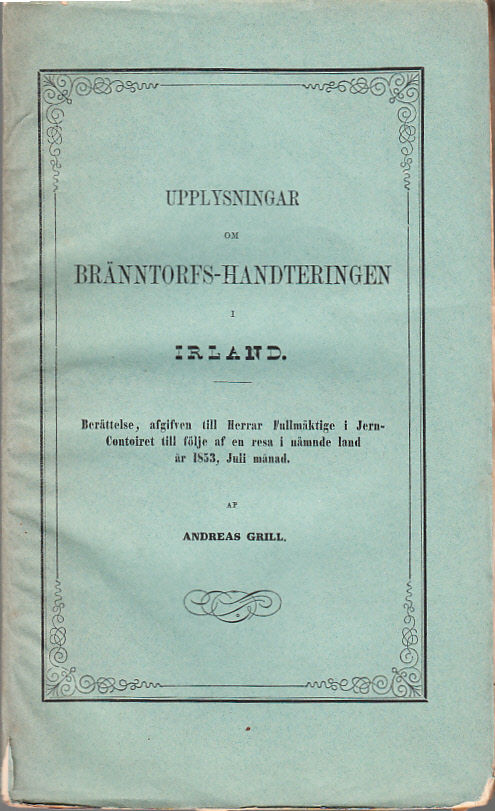 UPPLYSNINGAR
OM
BRÄNNTORFS-HANDTERINGEN
I
IRLAND.
Berättelse, afgifven till Herrar Fullmäktige i Jern-
Contoiret till följe af en resa i nämnde land
år 1853, Juli månad.
AF
ANDREAS GRILL.